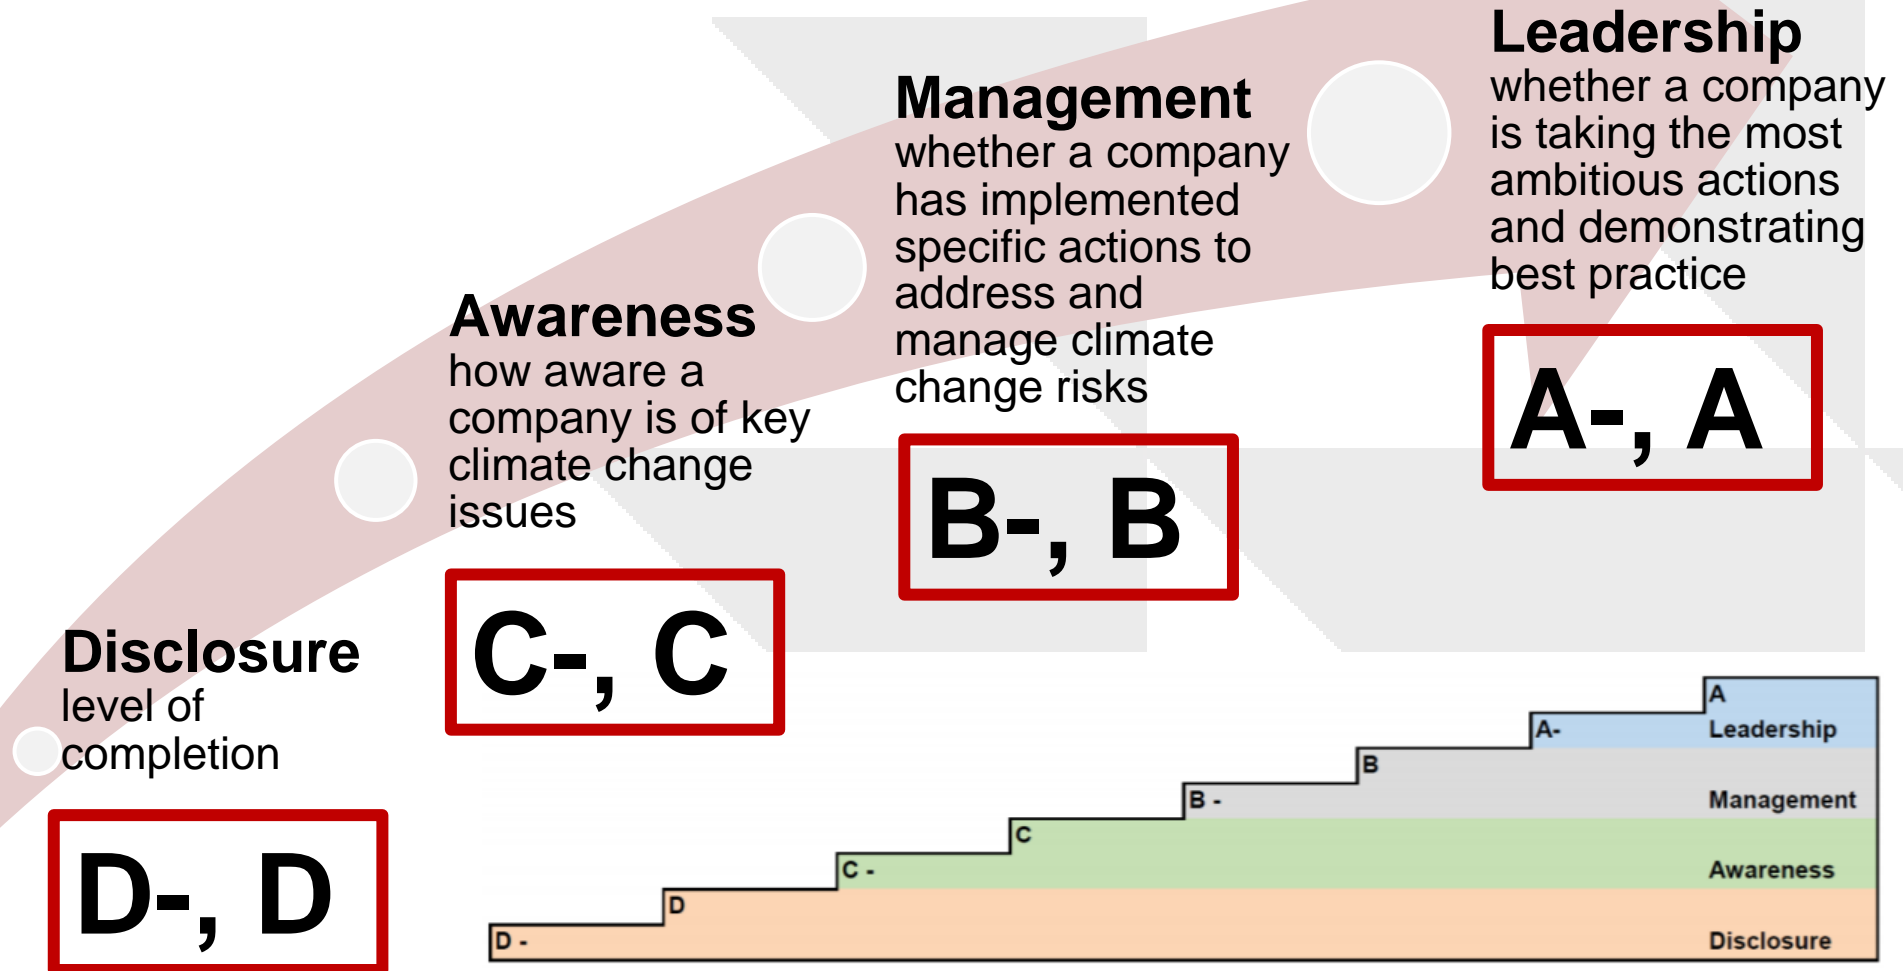 Leadership
whether a company
is taking the most
ambitious actions
and demonstrating
best practice
A-, A
Management
whether a company
has implemented
specific actions to
address and
manage climate
change risks
B-, B
Awareness
how aware a
company is of key
climate change
issues
C-, C
Disclosure
level of
completion
D-, D
A
A-
Leadership
B
B -
Management
C
C -
Awareness
D
D -
Disclosure